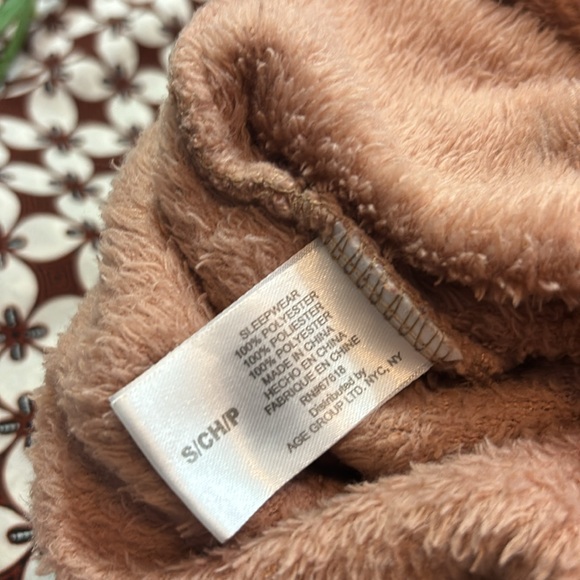 SLEEPWEAR
100% POLYESTER
100% POLIESTER
100% POLYESTER
MADE IN CHINA
HECHO EN CHINA
FABRIQUE EN CHINE
RN#67618
Distributed by
AGE GROUP LTD. NYC, NY
S/CH/P